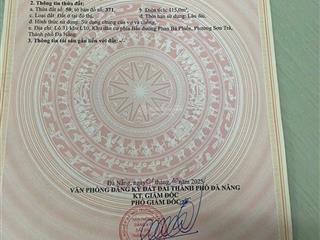 2. Thông tin thửa đất:
a. Thửa đất số: 59; tờ bản đồ số: 371, b. Diện tích: 115,0m²,
c. Loại đất: Đất ở tại đô thị, d. Thời hạn sử dụng: Lâu dài,
đ. Hình thức sử dụng: Sử dụng chung của vợ và chồng,
e. Địa chỉ: Lô 31 khu L10, Khu dân cư phía Bắc đường Phan Bá Phiến, Phường Sơn Trà,
Thành phố Đà Nẵng.
3. Thông tin tài sản gắn liền với đất: -/-
Đà Nẵng, ngày tháng năm 2025
VĂN PHÒNG ĐĂNG KÝ ĐẤT ĐAI THÀNH PHỐ ĐÀ NẴNG
KT. GIÁM ĐỐC
PHÓ GIÁM ĐỐC